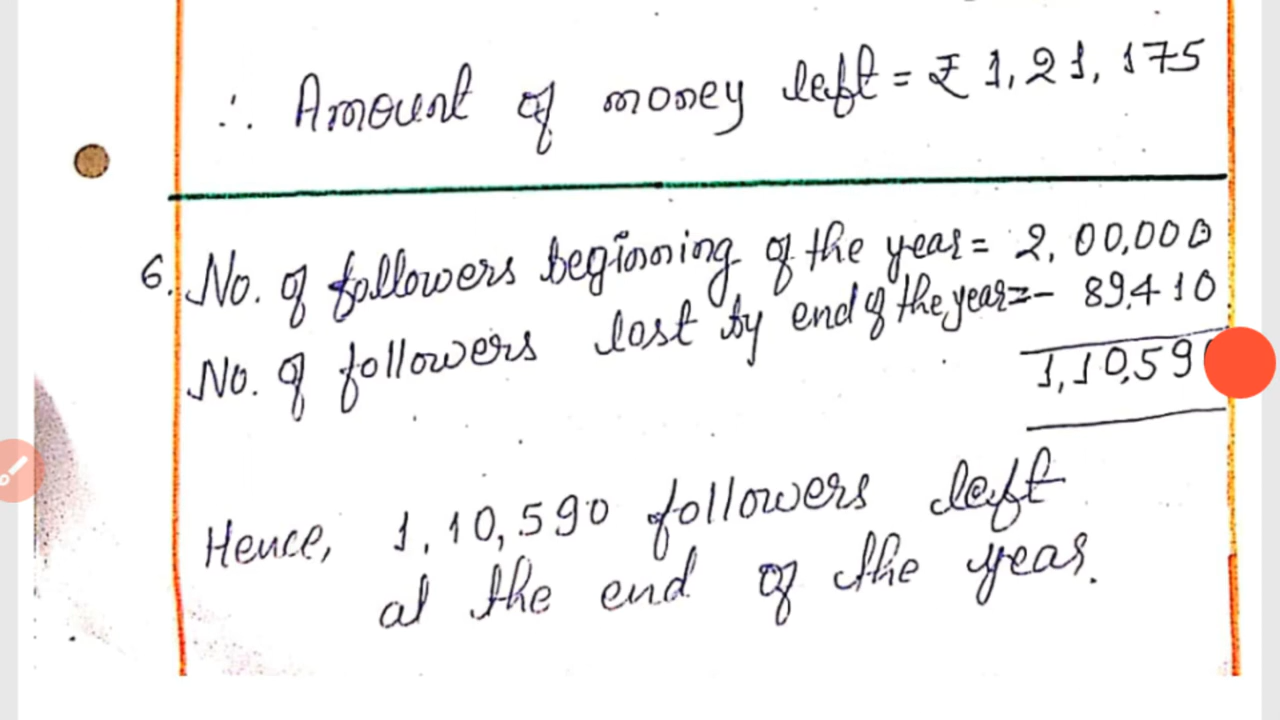 ∴ Amount of money left = ₹ 1,21,175
6. No. of followers beginning of the year = 2,00,000
No. of followers lost by end of the year = - 89,410
1,10,59
Hence, 1,10,590 followers left
at the end of the year.